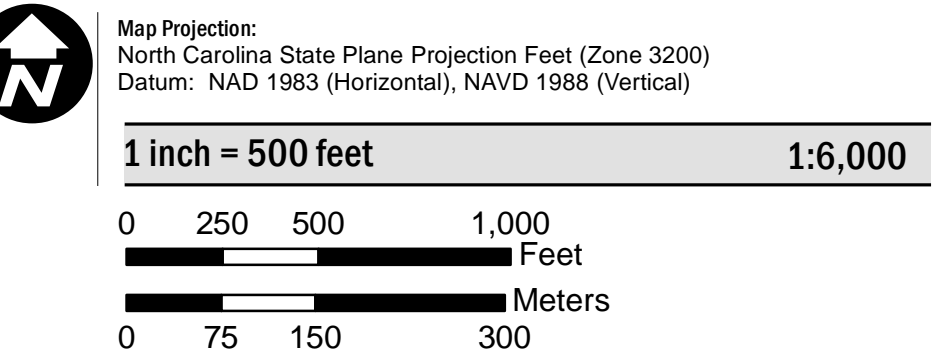 N
Map Projection:
North Carolina State Plane Projection Feet (Zone 3200)
Datum: NAD 1983 (Horizontal), NAVD 1988 (Vertical)
1 inch = 500 feet 1:6,000
0 250 500 1,000
Feet
Meters
0 75 150 300